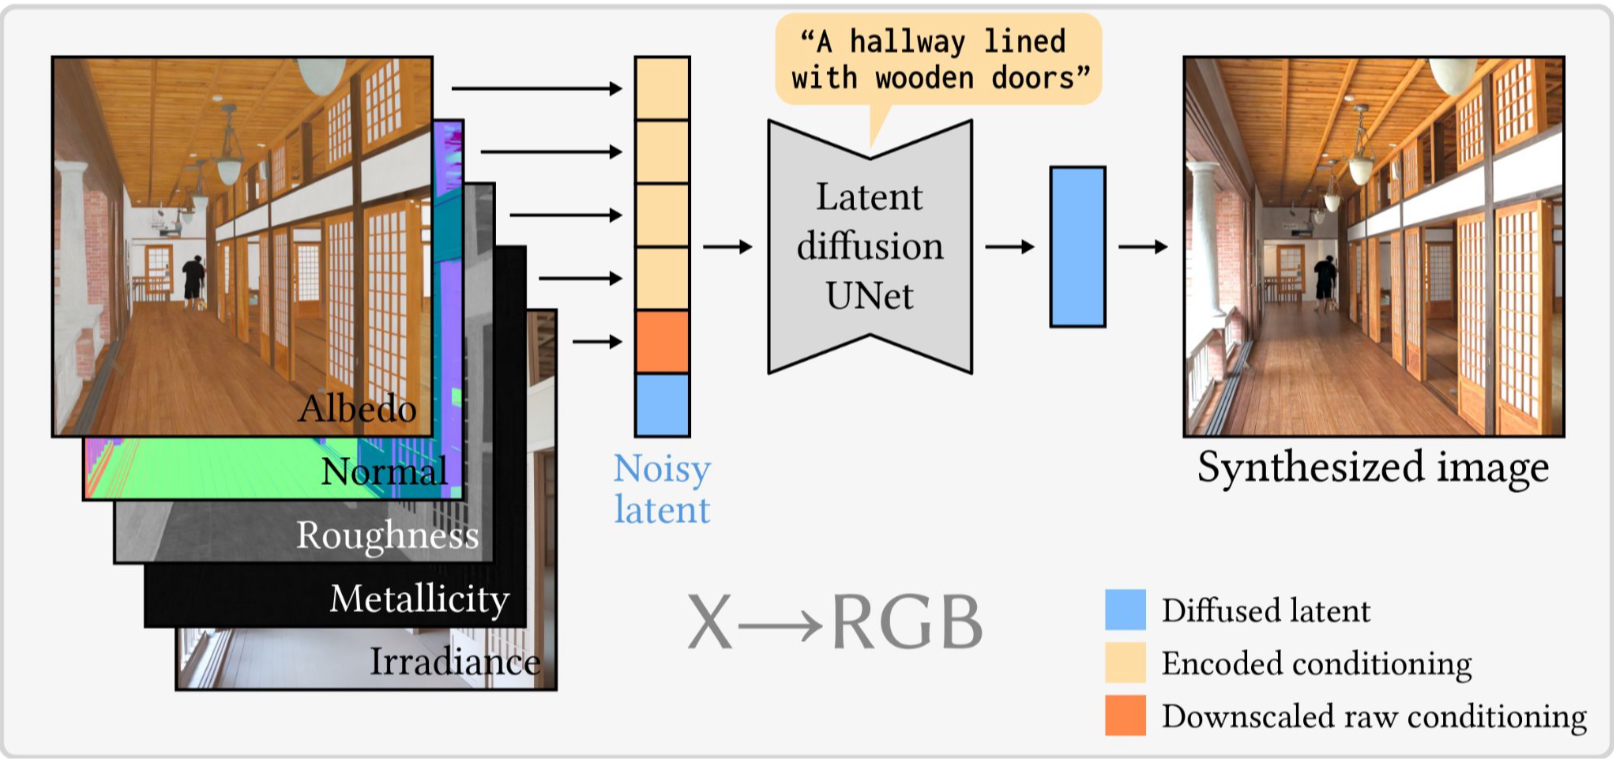 “A hallway lined
with wooden doors”
Albedo
Normal
Roughness
Metallicity
Irradiance
Noisy
latent
Latent
diffusion
UNet
Synthesized image
X→RGB
Diffused latent
Encoded conditioning
Downscaled raw conditioning